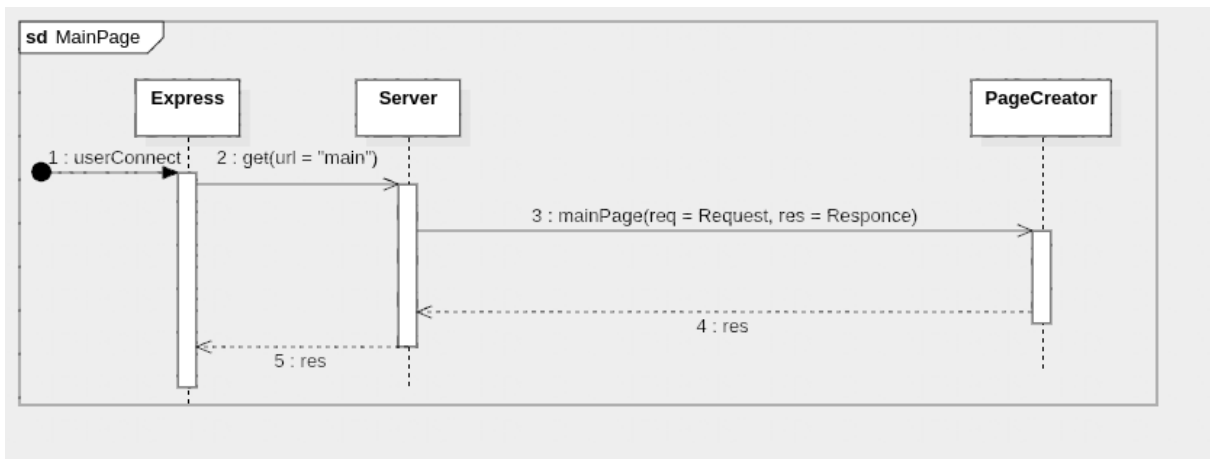 sd MainPage
Express
Server
PageCreator
1 : userConnect
2 : get(url = "main")
3 : mainPage(req = Request, res = Responce)
4 : res
5 : res